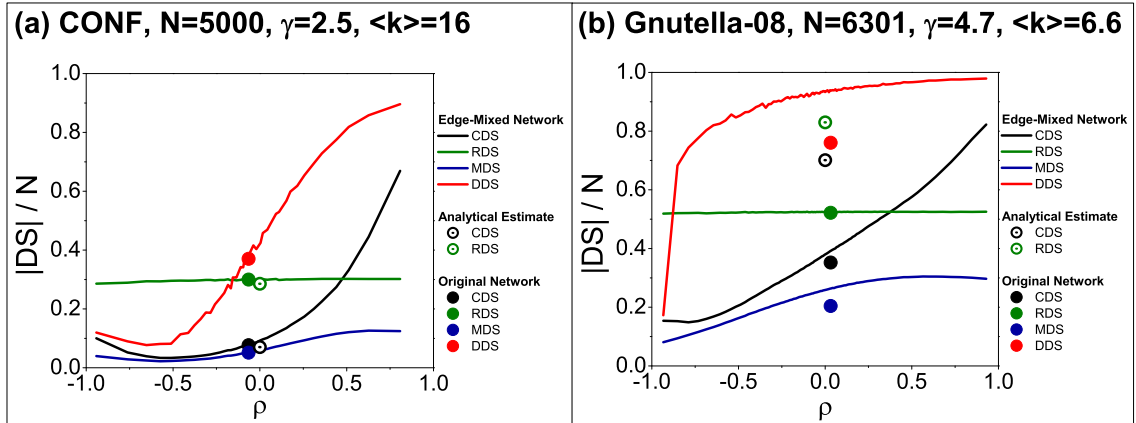 (a) CONF, N=5000, γ=2.5, <k>=16
1.0
0.8
0.6
0.4
0.2
0.0
|DS| / N
-1.0
-0.5
0.0
0.5
1.0
ρ
Edge-Mixed Network
CDS
RDS
MDS
DDS
Analytical Estimate
CDS
RDS
Original Network
CDS
RDS
MDS
DDS
(b) Gnutella-08, N=6301, γ=4.7, <k>=6.6
1.0
0.8
0.6
0.4
0.2
0.0
|DS| / N
-1.0
-0.5
0.0
0.5
1.0
ρ
Edge-Mixed Network
CDS
RDS
MDS
DDS
Analytical Estimate
CDS
RDS
Original Network
CDS
RDS
MDS
DDS